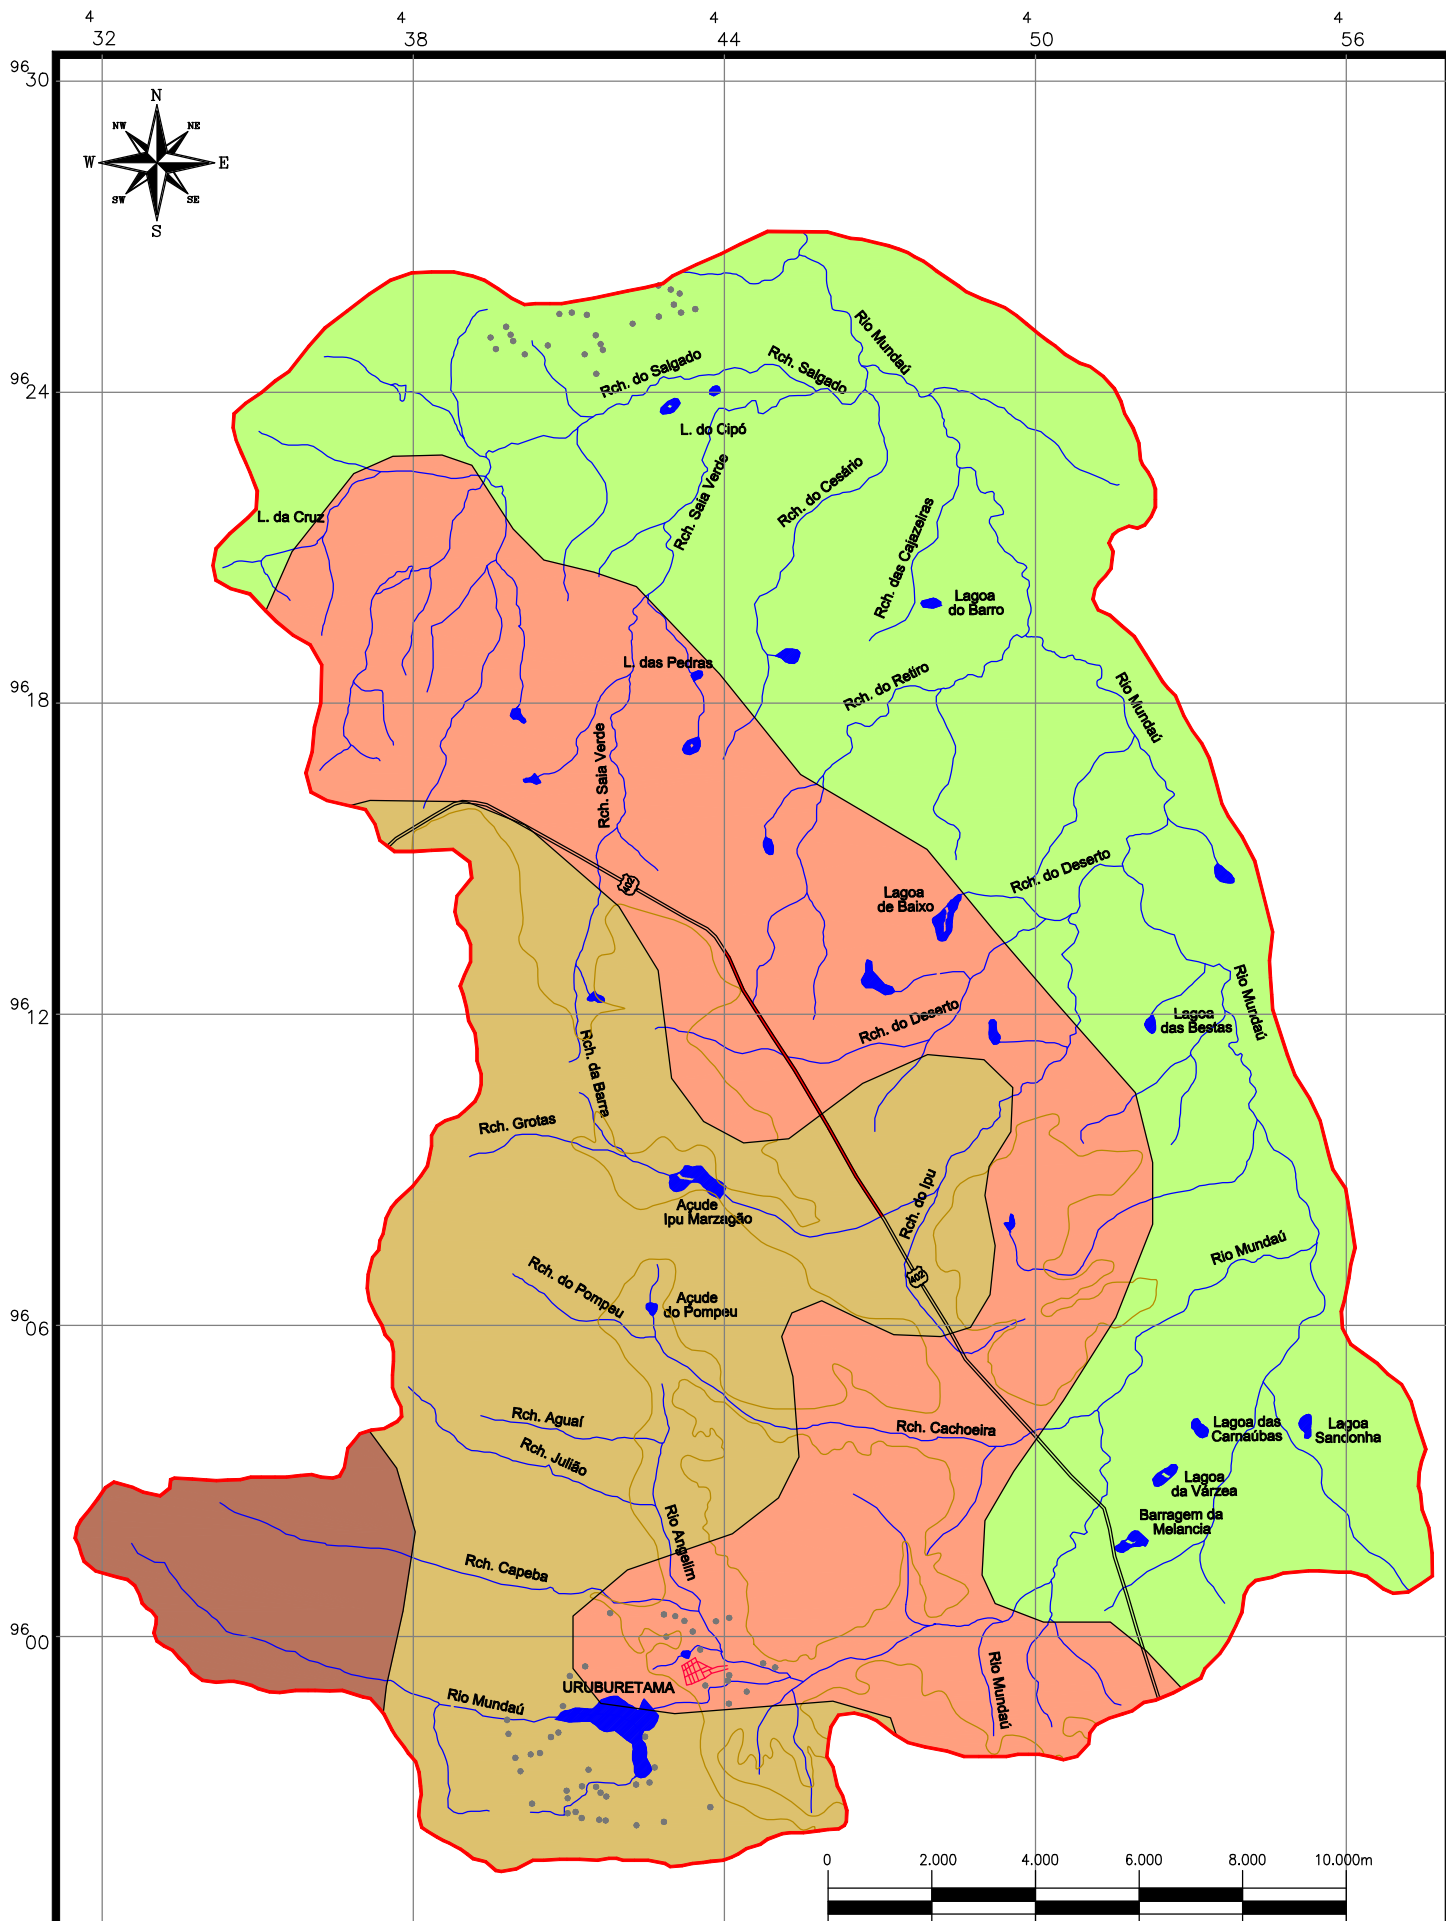 4 4 4 4 4
32 38 44 50 56
96 30
N
NW NE
W E
SW SE
S
Rio Mundaú
Rch. do Salgado
Rch. Salgado
96 24
L. do Cipó
Rch. Saia Verde
Rch. do Cesário
L. da Cruz
Rch. das Cajazeiras
Lagoa
do Barro
L. das Pedras
Rch. do Retiro
96 18
Rio Mundaú
Rch. Saia Verde
Rch. do Deserto
402
Lagoa
de Baixo
Rio Mundaú
96 12
Rch. do Deserto
Lagoa
das Bestas
Rch. da Barra
Rch. Grotas
Açude
Ipu Marzagão
Rch. do Ipu
Rio Mundaú
Rch. do Pompeu
402
Açude
do Pompeu
96 06
Rch. Aguaí
Rch. Cachoeira
Lagoa das
Carnaúbas
Lagoa
Sandonha
Rch. Julião
Lagoa
da Várzea
Rio Angelim
Barragem da
Melancia
Rch. Capeba
96 00
URUBURETAMA
Rio Mundaú
Rio Mundaú
0 2.000 4.000 6.000 8.000 10.000m